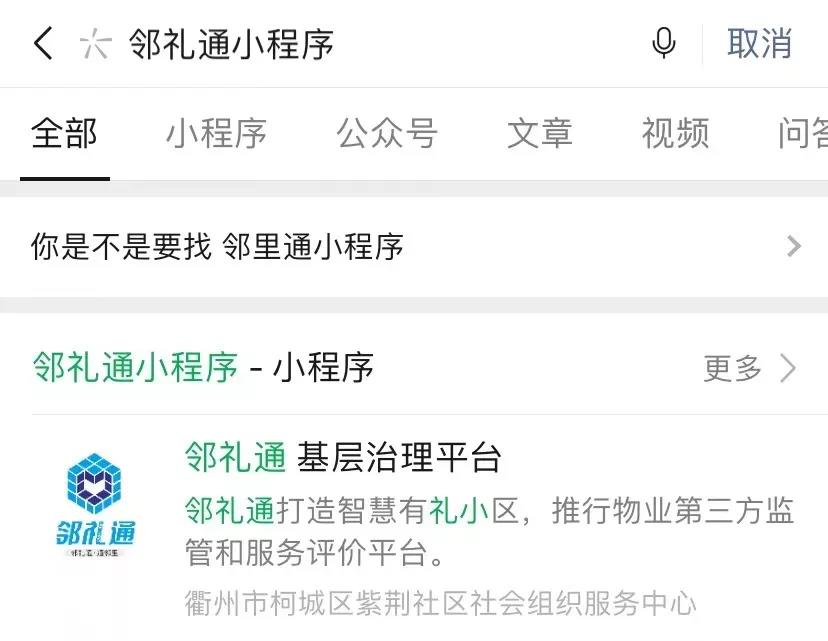 邻礼通小程序 取消
全部 小程序 公众号 文章 视频 问答
你是不是要找 邻里通小程序
邻礼通小程序 - 小程序 更多
邻礼通 基层治理平台
邻礼通打造智慧有礼小区，推行物业第三方监
管和服务评价平台。
邻礼通
衢州市柯城区紫荆社区社会组织服务中心